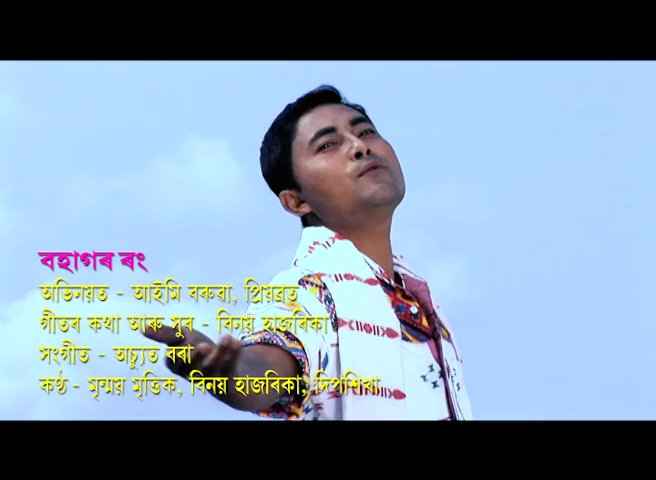 বহাগৰ ৰং
অভিনয়ত - আইমি বৰুৱা, প্ৰিয়ব্ৰত
গীতৰ কথা আৰু সুৰ - বিনয় হাজৰিকা
সংগীত - অচ্যুত বৰা
কণ্ঠ - মৃন্ময় মৃত্তিক, বিনয় হাজৰিকা, দিপশিখা